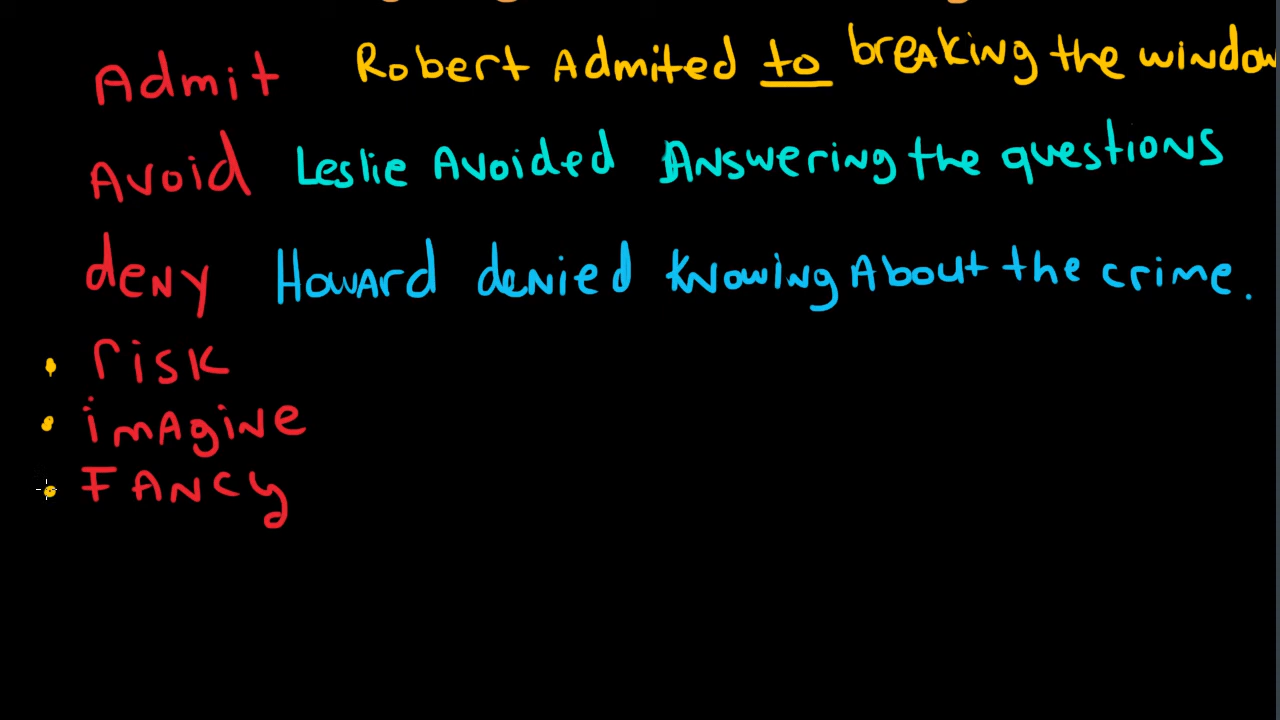 Admit Robert Admited to breaking the window
Avoid Leslie Avoided Answering the questions
deny Howard denied knowing About the crime.
risk
imagine
Fancy